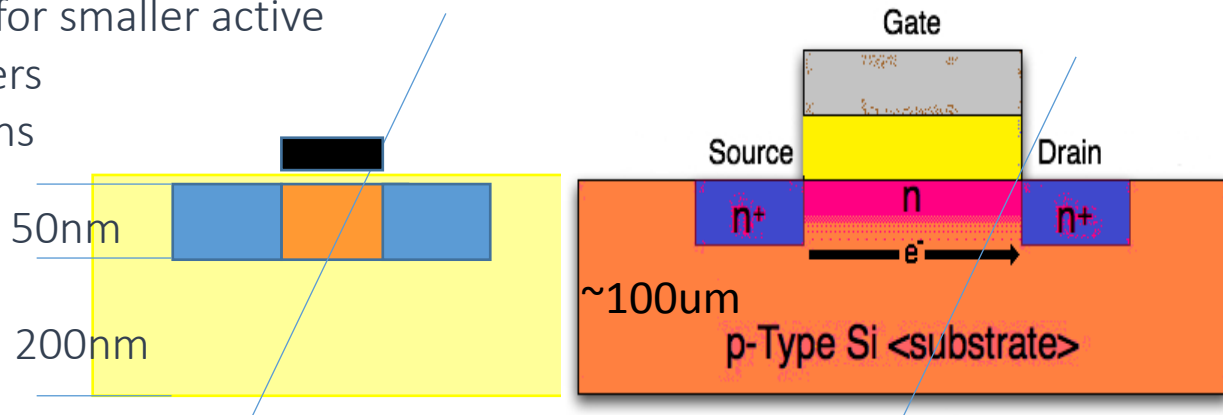 for smaller active
ers
ns
50nm
200nm
Gate
Source
Drain
n+
n
n+
e-
~100um
p-Type Si <substrate>